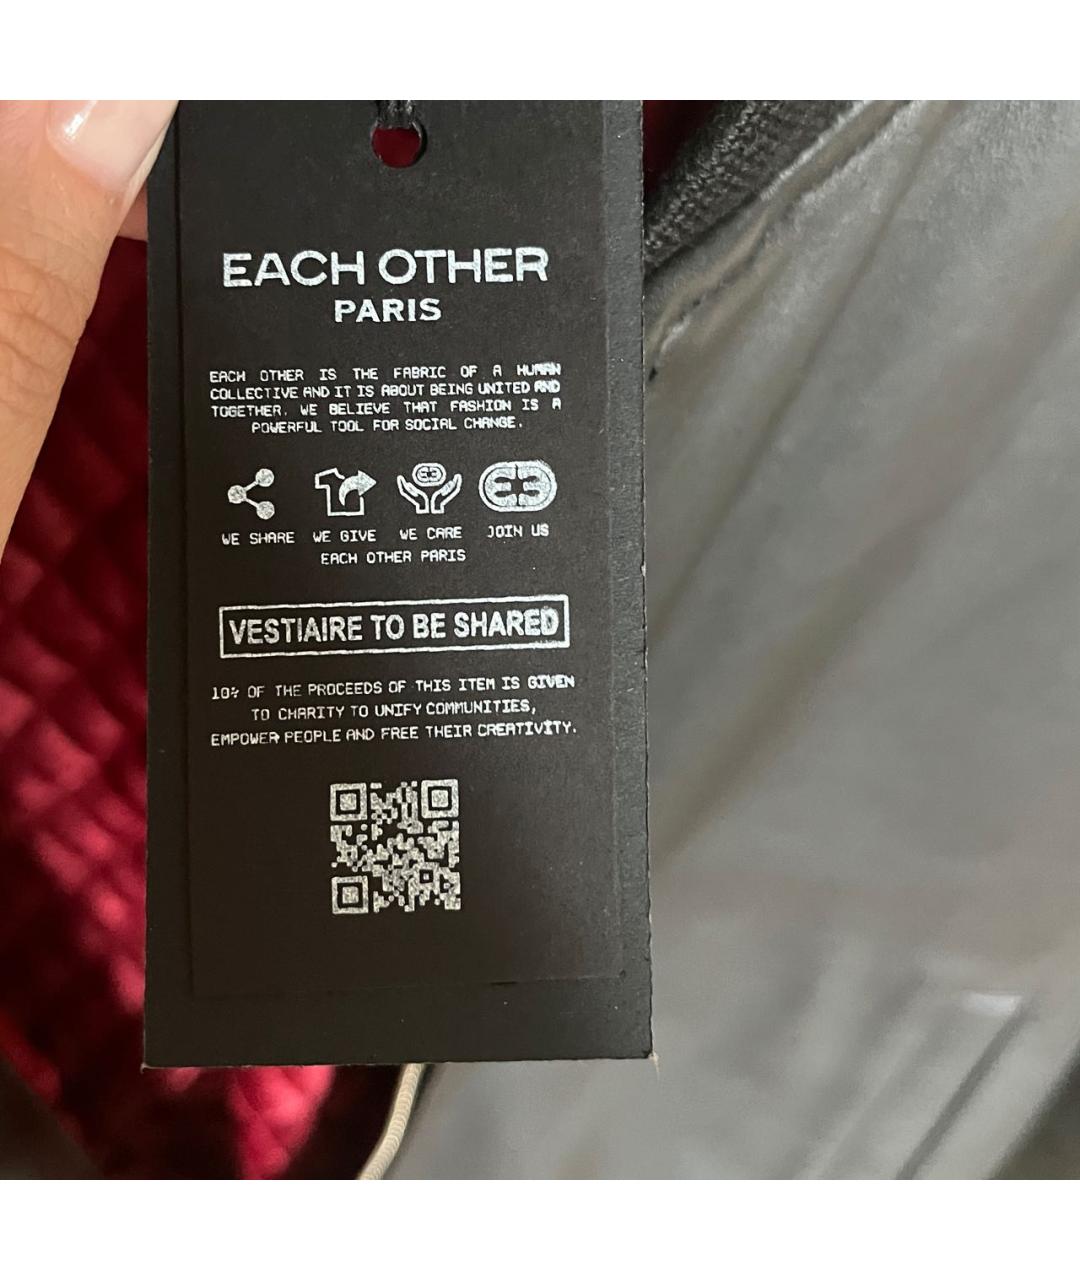 EACH OTHER
PARIS
EACH OTHER IS THE FABRIC OF A HUMAN
COLLECTIVE AND IT IS ABOUT BEING UNITED AND
TOGETHER. WE BELIEVE THAT FASHION IS A
POWERFUL TOOL FOR SOCIAL CHANGE.
WE SHARE WE GIVE WE CARE JOIN US
EACH OTHER PARIS
VESTIAIRE TO BE SHARED
10% OF THE PROCEEDS OF THIS ITEM IS GIVEN
TO CHARITY TO UNIFY COMMUNITIES,
EMPOWER PEOPLE AND FREE THEIR CREATIVITY.